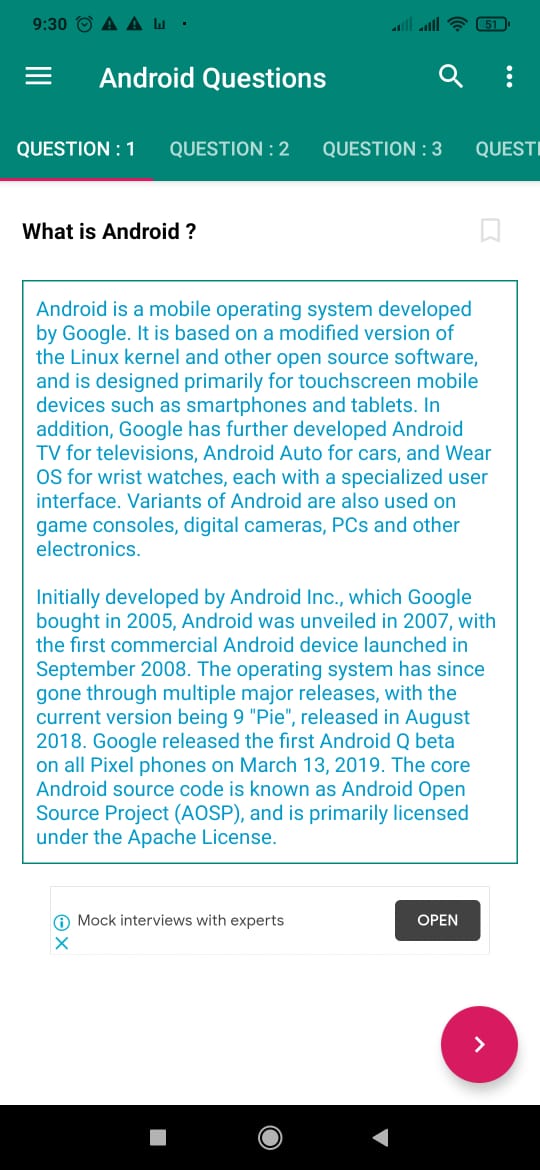 9:30
51
Android Questions
QUESTION : 1 QUESTION : 2 QUESTION : 3 QUESTI
What is Android ?
Android is a mobile operating system developed
by Google. It is based on a modified version of
the Linux kernel and other open source software,
and is designed primarily for touchscreen mobile
devices such as smartphones and tablets. In
addition, Google has further developed Android
TV for televisions, Android Auto for cars, and Wear
OS for wrist watches, each with a specialized user
interface. Variants of Android are also used on
game consoles, digital cameras, PCs and other
electronics.
Initially developed by Android Inc., which Google
bought in 2005, Android was unveiled in 2007, with
the first commercial Android device launched in
September 2008. The operating system has since
gone through multiple major releases, with the
current version being 9 "Pie", released in August
2018. Google released the first Android Q beta
on all Pixel phones on March 13, 2019. The core
Android source code is known as Android Open
Source Project (AOSP), and is primarily licensed
under the Apache License.
Mock interviews with experts
OPEN